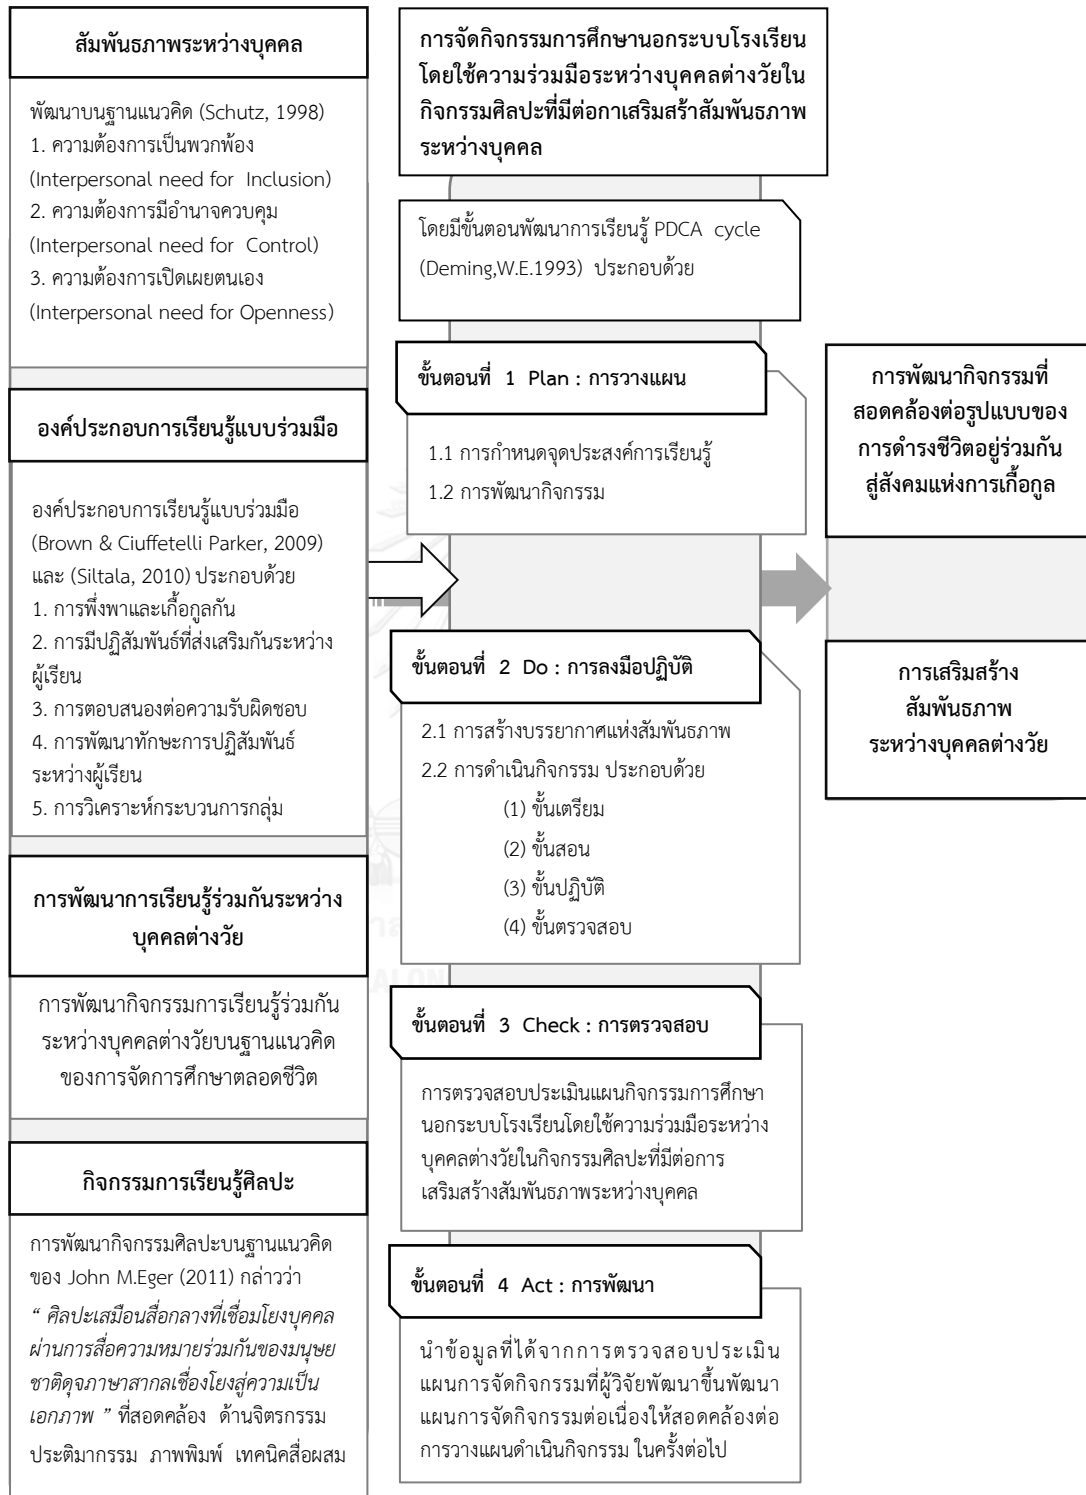 สัมพันธภาพระหว่างบุคคล
พัฒนาบนฐานแนวคิด (Schutz, 1998)
1. ความต้องการเป็นพวกพ้อง
(Interpersonal need for Inclusion)
2. ความต้องการมีอำนาจควบคุม
(Interpersonal need for Control)
3. ความต้องการเปิดเผยตนเอง
(Interpersonal need for Openness)
องค์ประกอบการเรียนรู้แบบร่วมมือ
องค์ประกอบการเรียนรู้แบบร่วมมือ
(Brown & Ciuffetelli Parker, 2009)
และ (Siltala, 2010) ประกอบด้วย
1. การพึ่งพาและเกื้อกูลกัน
2. การมีปฏิสัมพันธ์ที่ส่งเสริมกันระหว่าง
ผู้เรียน
3. การตอบสนองต่อความรับผิดชอบ
4. การพัฒนาทักษะการปฏิสัมพันธ์
ระหว่างผู้เรียน
5. การวิเคราะห์กระบวนการกลุ่ม
การพัฒนาการเรียนรู้ร่วมกันระหว่าง
บุคคลต่างวัย
การพัฒนากิจกรรมการเรียนรู้ร่วมกัน
ระหว่างบุคคลต่างวัยบนฐานแนวคิด
ของการจัดการศึกษาตลอดชีวิต
กิจกรรมการเรียนรู้ศิลปะ
การพัฒนากิจกรรมศิลปะบนฐานแนวคิด
ของ John M.Eger (2011) กล่าวว่า
“ ศิลปะเสมือนสื่อกลางที่เชื่อมโยงบุคคล
ผ่านการสื่อความหมายร่วมกันของมนุษย
ชาติดุจภาษาสากลเชื่องโยงสู่ความเป็น
เอกภาพ ” ที่สอดคล้อง ด้านจิตรกรรม
ประติมากรรม ภาพพิมพ์ เทคนิคสื่อผสม
การจัดกิจกรรมการศึกษานอกระบบโรงเรียน
โดยใช้ความร่วมมือระหว่างบุคคลต่างวัยใน
กิจกรรมศิลปะที่มีต่อกาเสริมสร้าสัมพันธภาพ
ระหว่างบุคคล
โดยมีขั้นตอนพัฒนาการเรียนรู้ PDCA cycle
(Deming,W.E.1993) ประกอบด้วย
ขั้นตอนที่ 1 Plan : การวางแผน
1.1 การกำหนดจุดประสงค์การเรียนรู้
1.2 การพัฒนากิจกรรม
ขั้นตอนที่ 2 Do : การลงมือปฏิบัติ
2.1 การสร้างบรรยากาศแห่งสัมพันธภาพ
2.2 การดำเนินกิจกรรม ประกอบด้วย
(1) ขั้นเตรียม
(2) ขั้นสอน
(3) ขั้นปฏิบัติ
(4) ขั้นตรวจสอบ
ขั้นตอนที่ 3 Check : การตรวจสอบ
การตรวจสอบประเมินแผนกิจกรรมการศึกษา
นอกระบบโรงเรียนโดยใช้ความร่วมมือระหว่าง
บุคคลต่างวัยในกิจกรรมศิลปะที่มีต่อการ
เสริมสร้างสัมพันธภาพระหว่างบุคคล
ขั้นตอนที่ 4 Act : การพัฒนา
นำข้อมูลที่ได้จากการตรวจสอบประเมิน
แผนการจัดกิจกรรมที่ผู้วิจัยพัฒนาขึ้นพัฒนา
แผนการจัดกิจกรรมต่อเนื่องให้สอดคล้องต่อ
การวางแผนดำเนินกิจกรรม ในครั้งต่อไป
การพัฒนากิจกรรมที่
สอดคล้องต่อรูปแบบของ
การดำรงชีวิตอยู่ร่วมกัน
สู่สังคมแห่งการเกื้อกูล
การเสริมสร้าง
สัมพันธภาพ
ระหว่างบุคคลต่างวัย